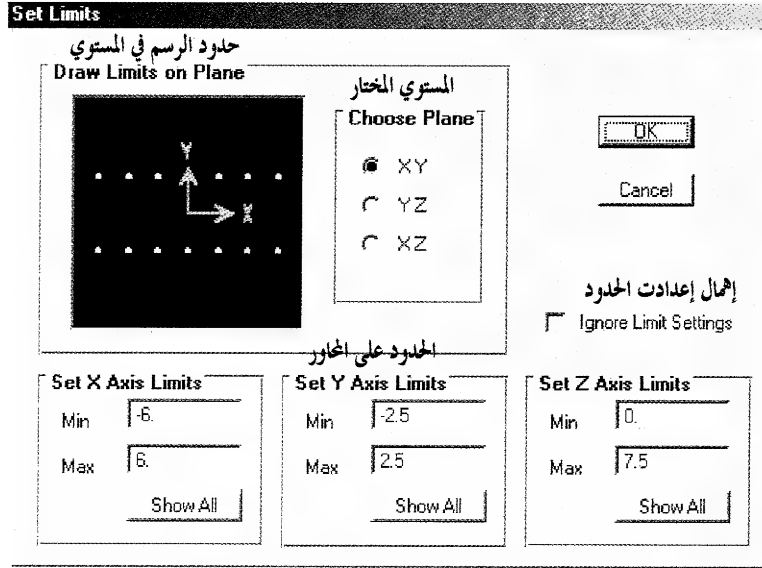 Set Limits
حدود الرسم في المستوي
Draw Limits on Plane
Y
X
المستوي المختار
Choose Plane
XY
YZ
XZ
OK
Cancel
إهمال إعدادت الحدود
Ignore Limit Settings
الحدود على المحاور
Set X Axis Limits
Min -6.
Max 6.
Show All
Set Y Axis Limits
Min -2.5
Max 2.5
Show All
Set Z Axis Limits
Min 0.
Max 7.5
Show All